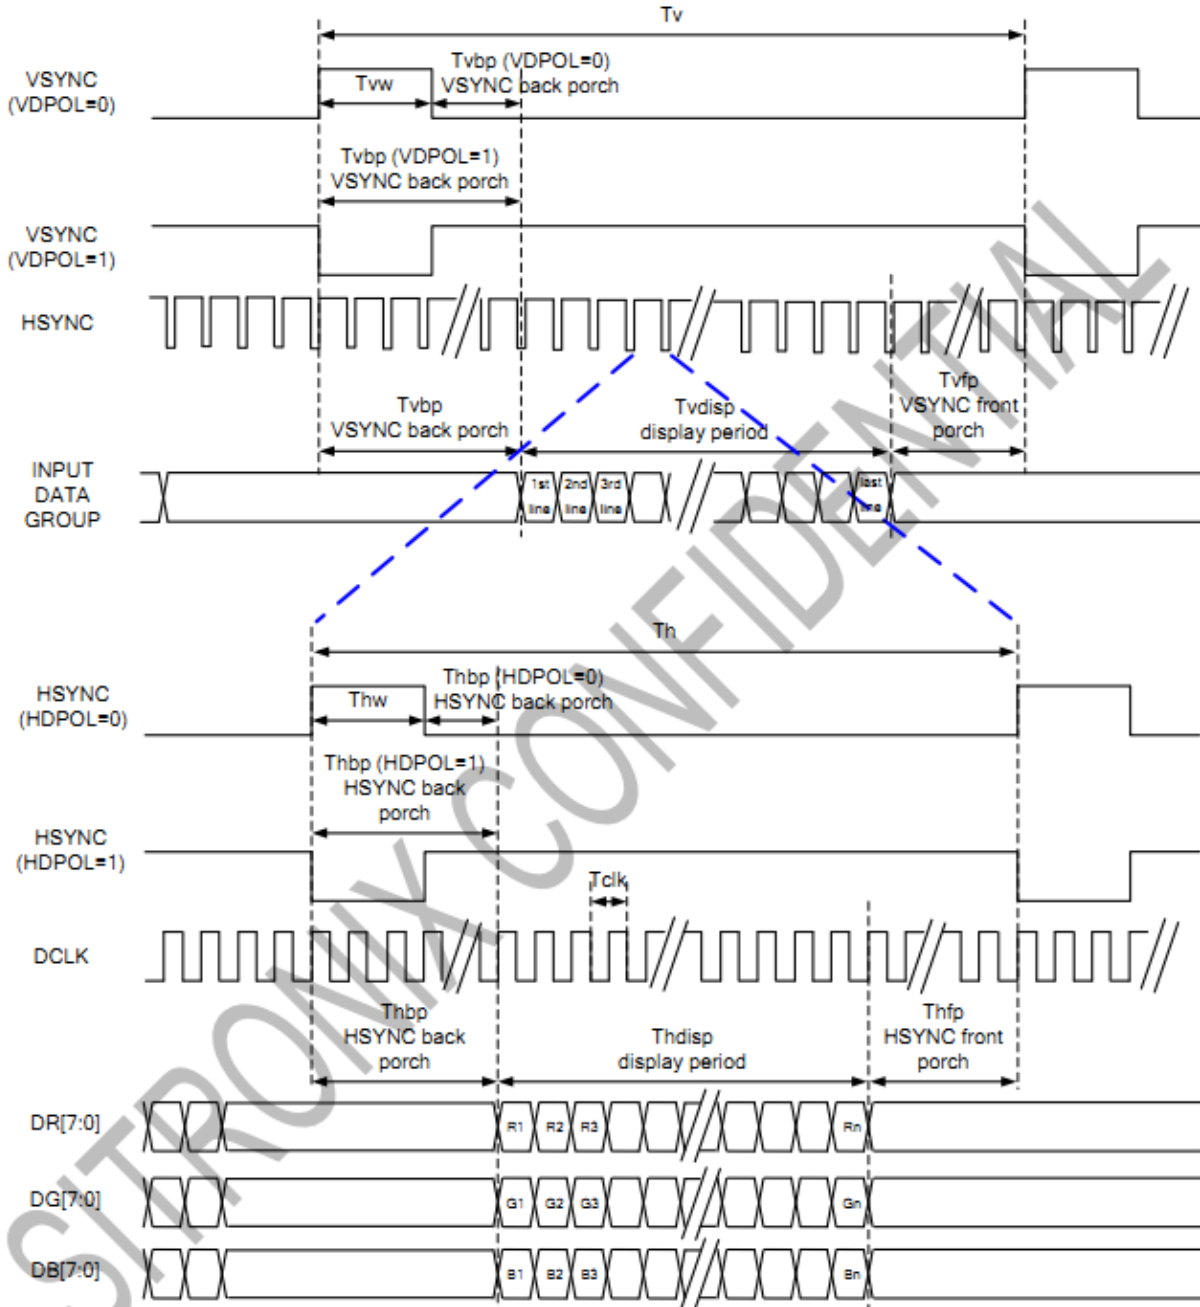 Tv
VSYNC
(VDPOL=0)
Tvw
Tvbp (VDPOL=0)
VSYNC back porch
Tvbp (VDPOL=1)
VSYNC back porch
VSYNC
(VDPOL=1)
HSYNC
Tvbp
VSYNC back porch
Tvdisp
display period
Tvfp
VSYNC front
porch
INPUT
DATA
GROUP
1st
line
2nd
line
3rd
line
last
line
Th
HSYNC
(HDPOL=0)
Thw
Thbp (HDPOL=0)
HSYNC back porch
Thbp (HDPOL=1)
HSYNC back
porch
HSYNC
(HDPOL=1)
Tclk
DCLK
Thbp
HSYNC back
porch
Thdisp
display period
Thfp
HSYNC front
porch
DR[7:0]
R1 R2 R3 Rn
DG[7:0]
G1 G2 G3 Gn
DB[7:0]
B1 B2 B3 Bn
SITRONIX CONFIDENTIAL